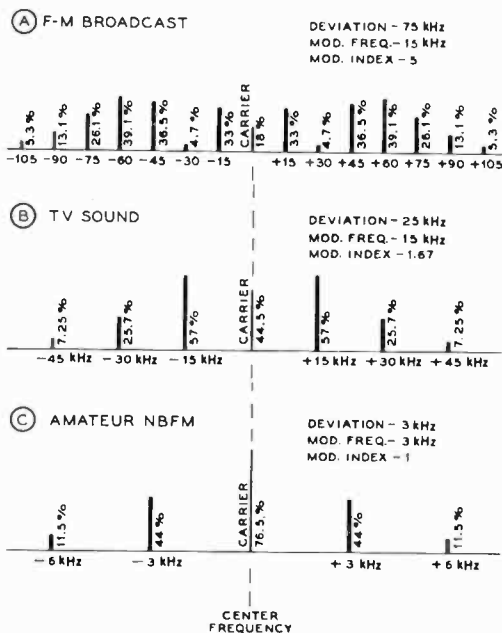 A F-M BROADCAST
DEVIATION - 75 kHz
MOD. FREQ. - 15 kHz
MOD. INDEX - 5
5.3 %
13.1 %
26.1 %
39.1 %
36.5 %
4.7 %
33 %
CARRIER
18 %
33 %
4.7 %
36.5 %
39.1 %
26.1 %
13.1 %
5.3 %
-105 -90 -75 -60 -45 -30 -15 +15 +30 +45 +60 +75 +90 +105
B TV SOUND
DEVIATION - 25 kHz
MOD. FREQ. - 15 kHz
MOD. INDEX - 1.67
7.25 %
25.7 %
57 %
CARRIER
44.5 %
57 %
25.7 %
7.25 %
-45 kHz -30 kHz -15 kHz +15 kHz +30 kHz +45 kHz
C AMATEUR NBFM
DEVIATION - 3 kHz
MOD. FREQ. - 3 kHz
MOD. INDEX - 1
11.5 %
44 %
CARRIER
76.5 %
44 %
11.5 %
-6 kHz -3 kHz +3 kHz +6 kHz
CENTER
FREQUENCY